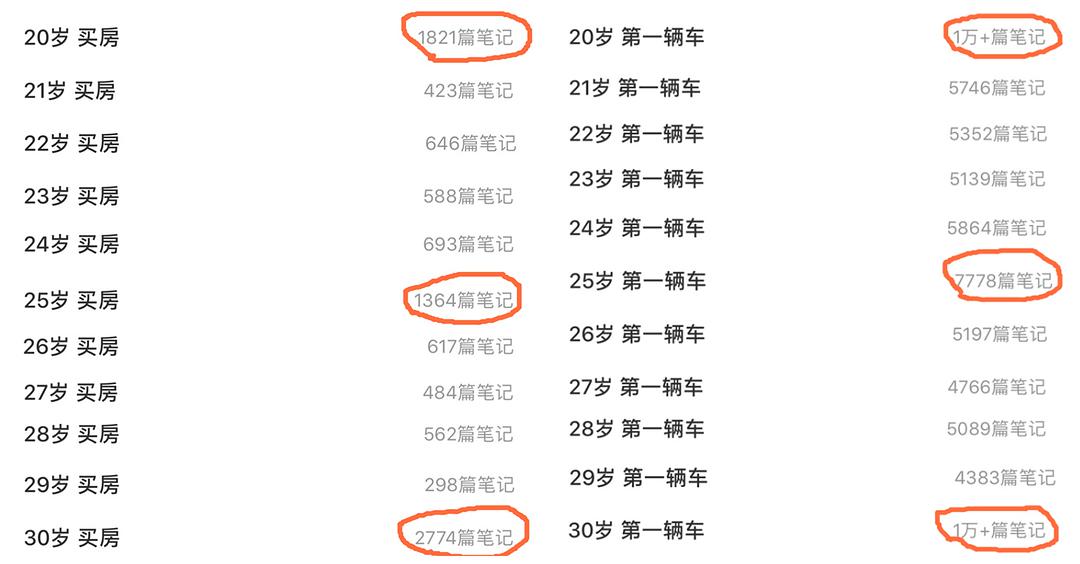 20岁 买房 1821篇笔记
21岁 买房 423篇笔记
22岁 买房 646篇笔记
23岁 买房 588篇笔记
24岁 买房 693篇笔记
25岁 买房 1364篇笔记
26岁 买房 617篇笔记
27岁 买房 484篇笔记
28岁 买房 562篇笔记
29岁 买房 298篇笔记
30岁 买房 2774篇笔记
20岁 第一辆车 1万+篇笔记
21岁 第一辆车 5746篇笔记
22岁 第一辆车 5352篇笔记
23岁 第一辆车 5139篇笔记
24岁 第一辆车 5864篇笔记
25岁 第一辆车 7778篇笔记
26岁 第一辆车 5197篇笔记
27岁 第一辆车 4766篇笔记
28岁 第一辆车 5089篇笔记
29岁 第一辆车 4383篇笔记
30岁 第一辆车 1万+篇笔记